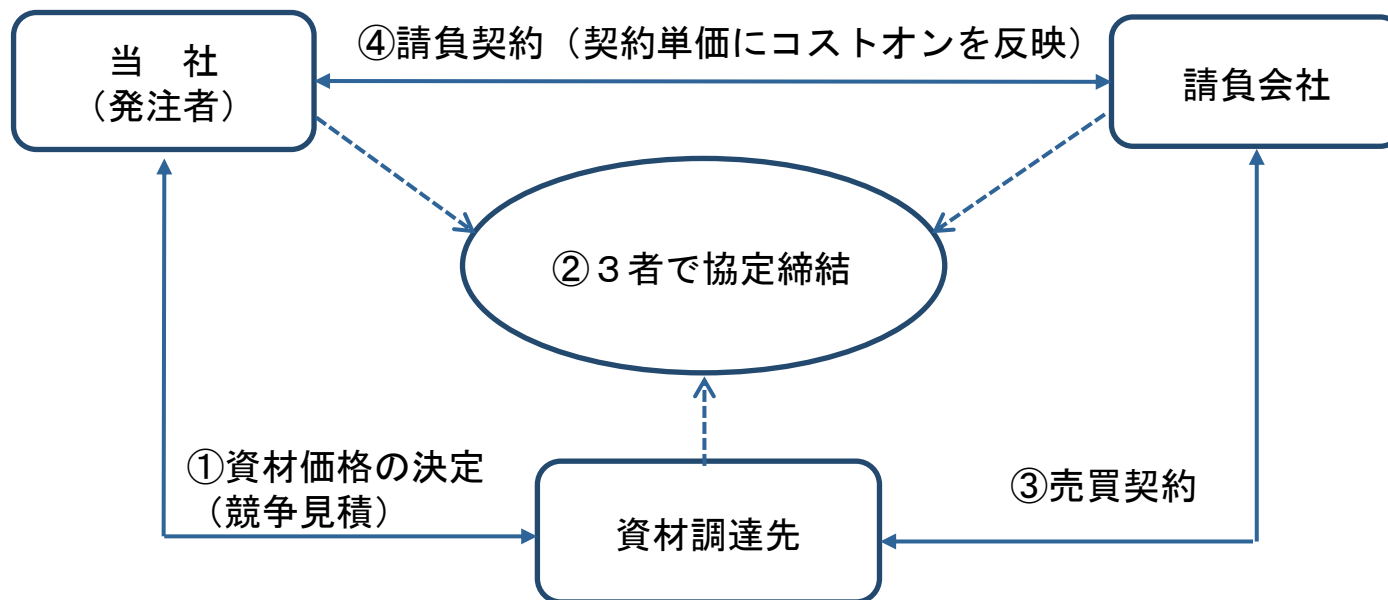 ④請負契約（契約単価にコストオンを反映）
当　社
（発注者）
請負会社
②３者で協定締結
①資材価格の決定
（競争見積）
③売買契約
資材調達先